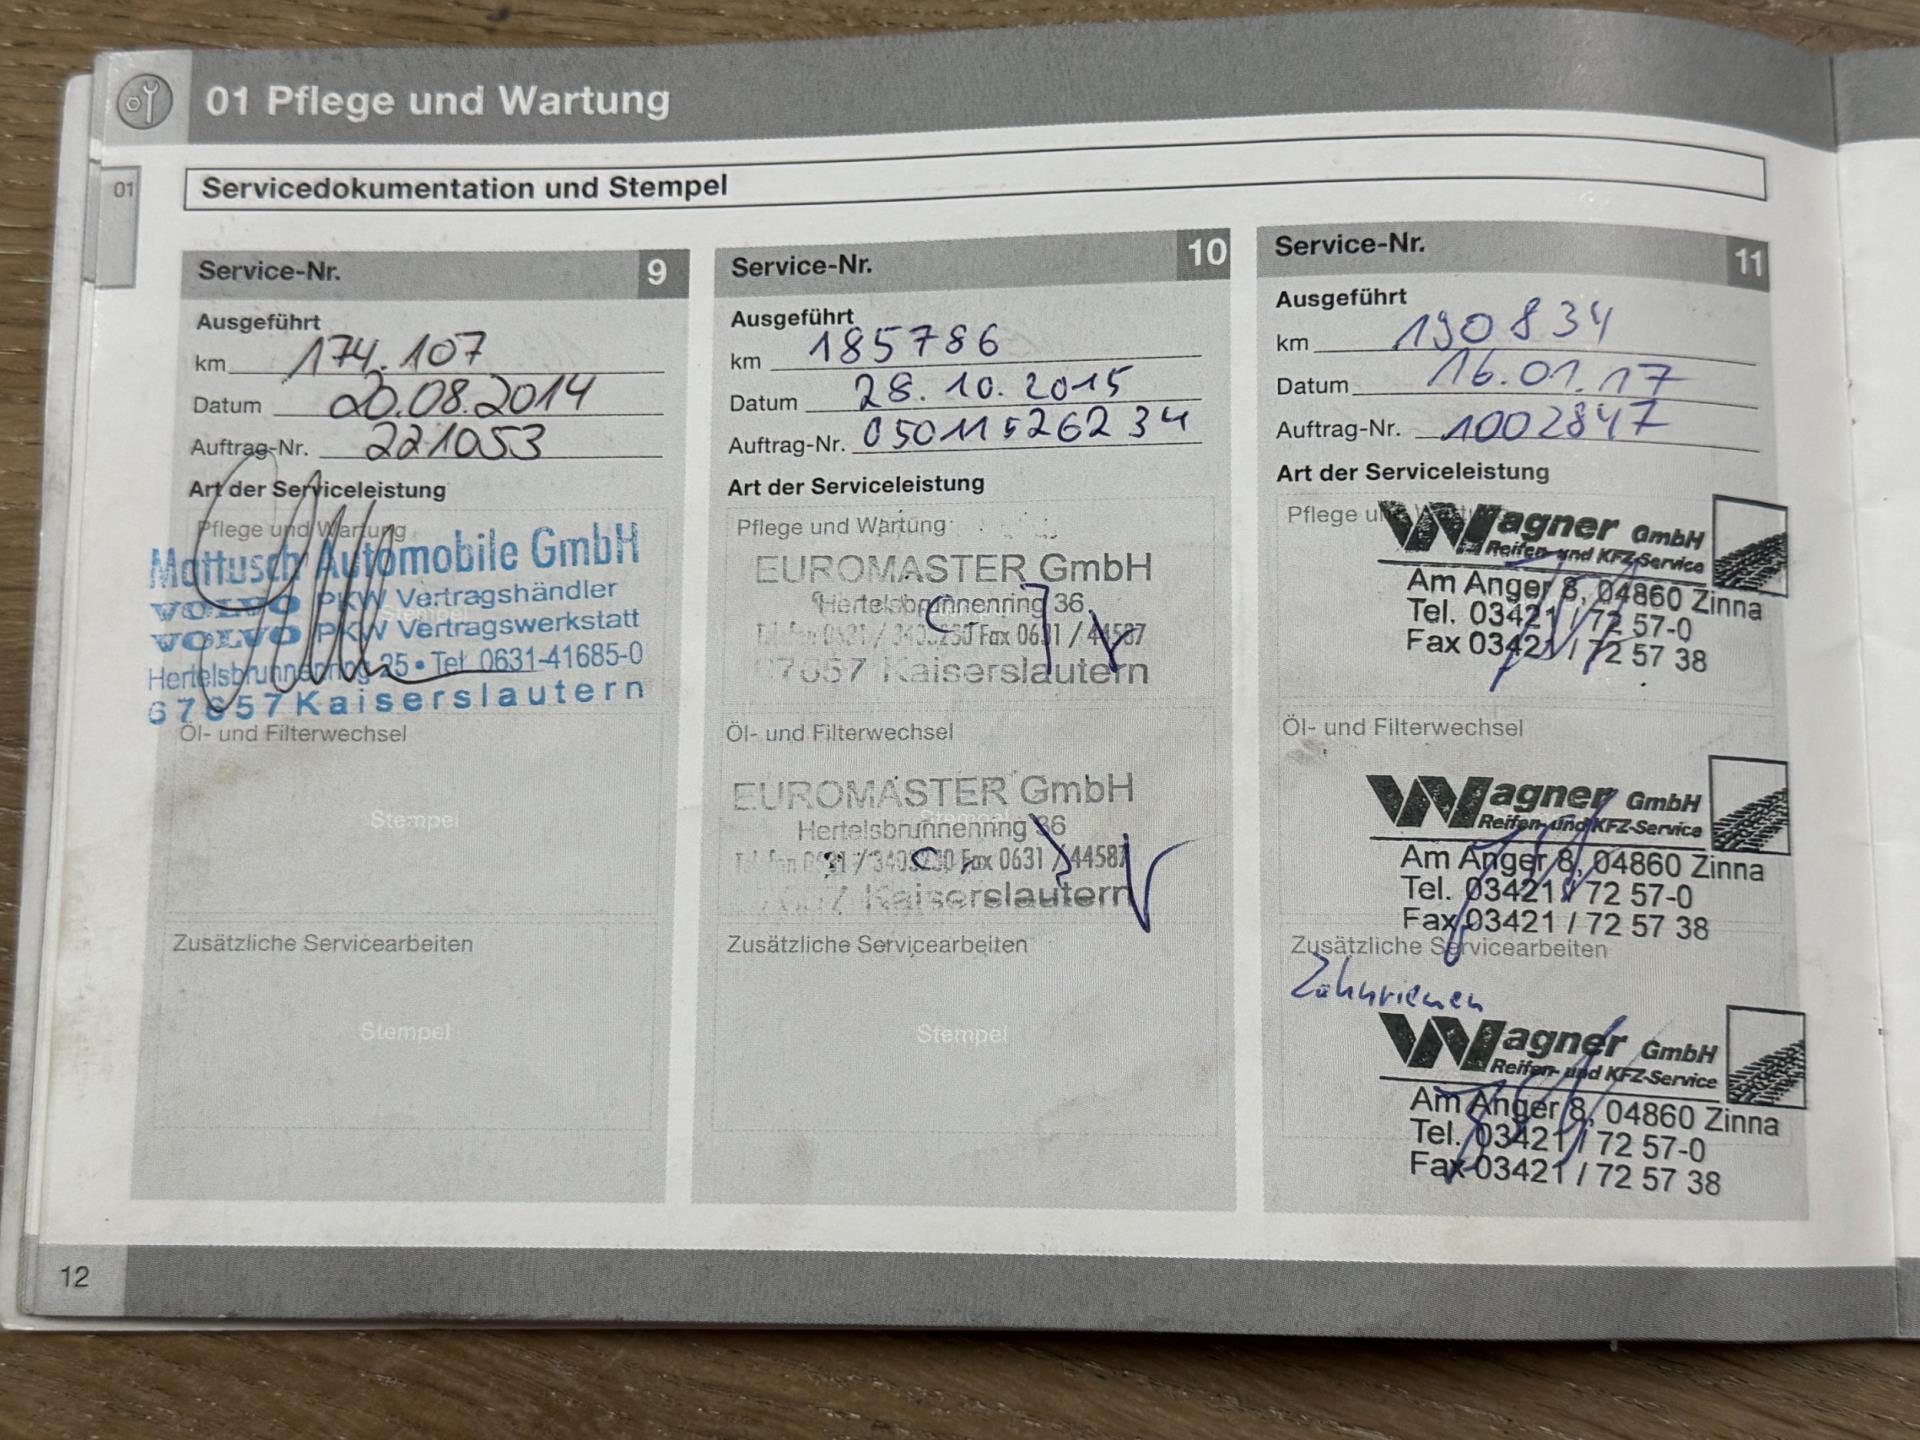 01 Pflege und Wartung
01
Servicedokumentation und Stempel
Service-Nr. 9
Ausgeführt
km 174.107
Datum 20.08.2014
Auftrag-Nr. 221053
Art der Serviceleistung
Pflege und Wartung
Mattusch Automobile GmbH
VOLVO PKW Vertragshändler
VOLVO PKW Vertragswerkstatt
Hertelsbrunnenring 25 • Tel 0631-41685-0
67657 Kaiserslautern
Öl- und Filterwechsel
Stempel
Zusätzliche Servicearbeiten
Stempel
Service-Nr. 10
Ausgeführt
km 185786
Datum 28.10.2015
Auftrag-Nr. 05011526234
Art der Serviceleistung
Pflege und Wartung
EUROMASTER GmbH
Hertelsbrunnenring 36
Fax 0631 / 44587
Kaiserslautern
Öl- und Filterwechsel
EUROMASTER GmbH
Stempel
Hertelsbrunnenring 36
Fax 0631 / 44587
Kaiserslautern
Zusätzliche Servicearbeiten
Stempel
Service-Nr. 11
Ausgeführt
km 190834
Datum 16.01.17
Auftrag-Nr. 1002847
Art der Serviceleistung
Pflege
Wagner GmbH
Reifen- und KFZ-Service
Am Anger 8, 04860 Zinna
Tel. 03421 / 72 57-0
Fax 03421 / 72 57 38
Öl- und Filterwechsel
Wagner GmbH
Reifen- und KFZ-Service
Am Anger 8, 04860 Zinna
Tel. 03421 / 72 57-0
Fax 03421 / 72 57 38
Zusätzliche Servicearbeiten
Zahnriemen
Wagner GmbH
Reifen- und KFZ-Service
Am Anger 8, 04860 Zinna
Tel. 03421 / 72 57-0
Fax 03421 / 72 57 38
12